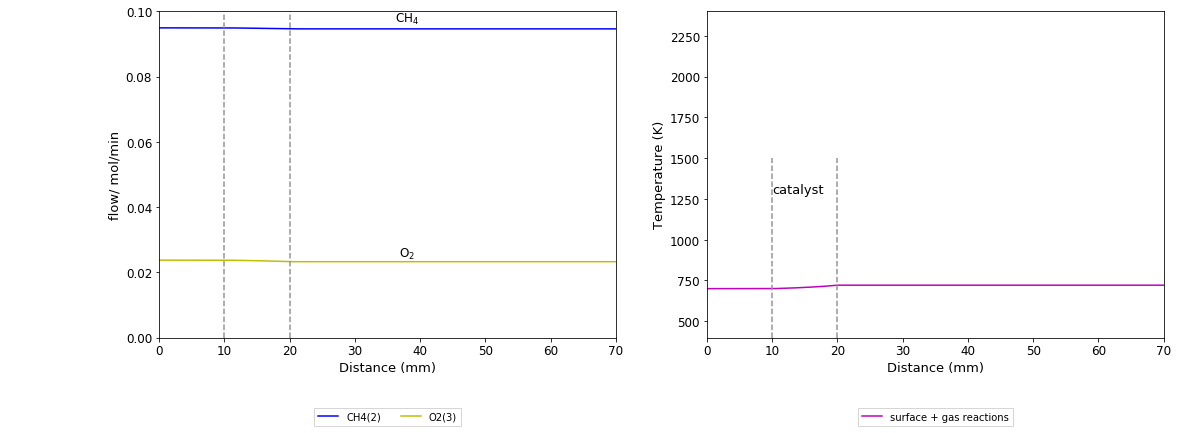 0.10
0.08
0.06
0.04
0.02
0.00
flow/ mol/min
CH₄
O₂
0 10 20 30 40 50 60 70
Distance (mm)
CH4(2) O2(3)
2250
2000
1750
1500
1250
1000
750
500
Temperature (K)
catalyst
0 10 20 30 40 50 60 70
Distance (mm)
surface + gas reactions